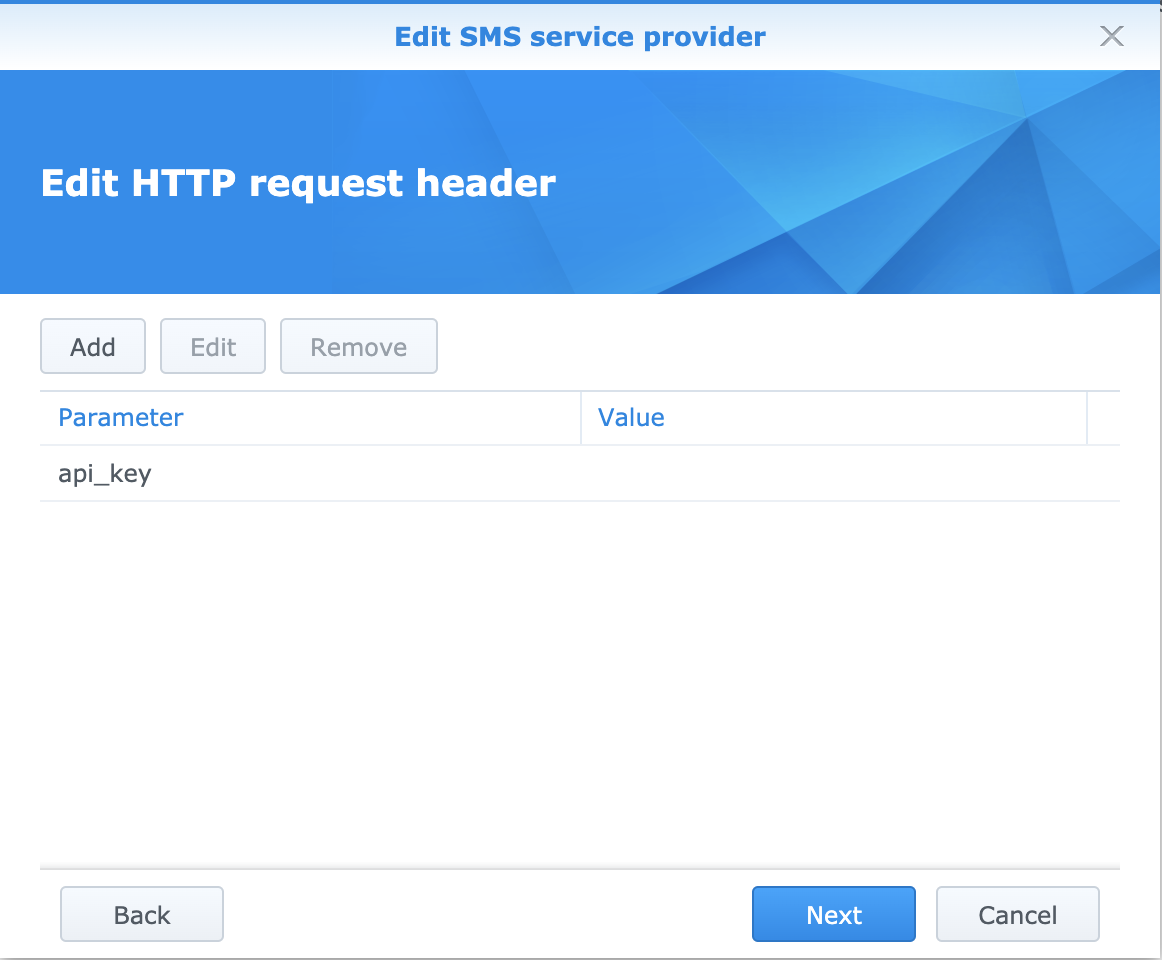 Edit SMS service provider
Edit HTTP request header
Add Edit Remove
Parameter Value
api_key
Back Next Cancel